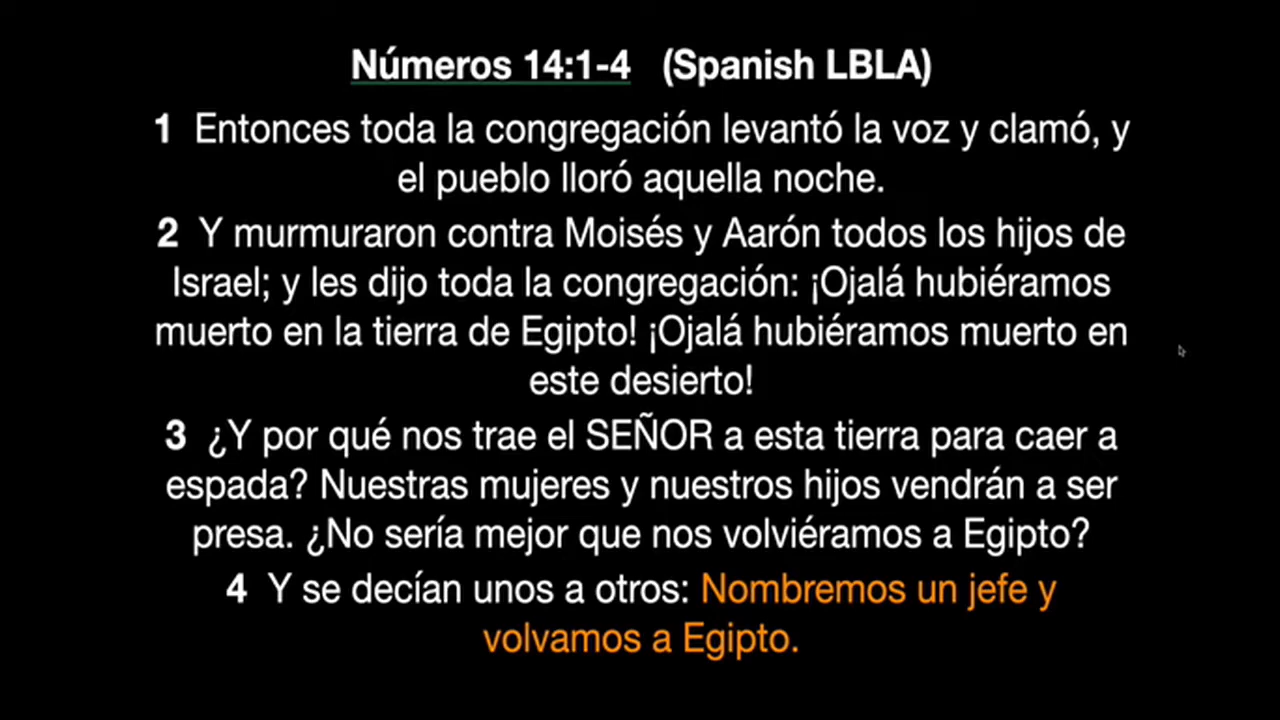 Números 14:1-4 (Spanish LBLA)
1 Entonces toda la congregación levantó la voz y clamó, y
el pueblo lloró aquella noche.
2 Y murmuraron contra Moisés y Aarón todos los hijos de
Israel; y les dijo toda la congregación: ¡Ojalá hubiéramos
muerto en la tierra de Egipto! ¡Ojalá hubiéramos muerto en
este desierto!
3 ¿Y por qué nos trae el SEÑOR a esta tierra para caer a
espada? Nuestras mujeres y nuestros hijos vendrán a ser
presa. ¿No sería mejor que nos volviéramos a Egipto?
4 Y se decían unos a otros: Nombremos un jefe y
volvamos a Egipto.